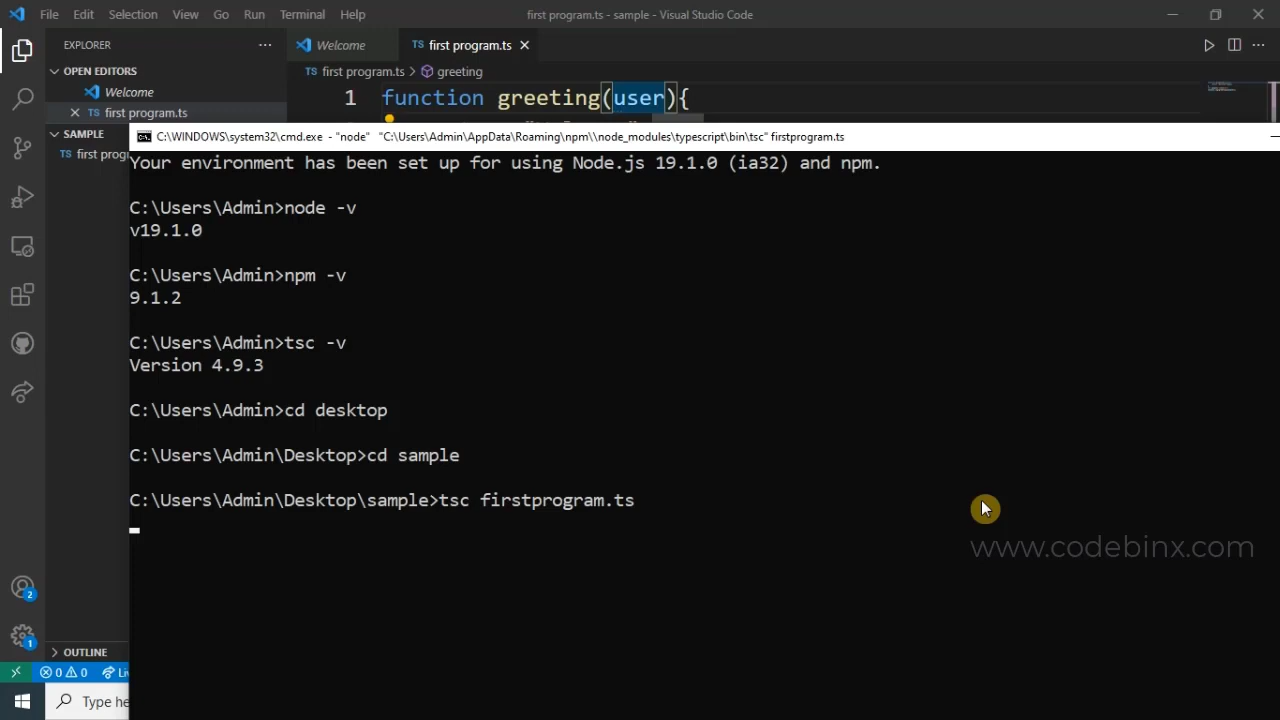 File Edit Selection View Go Run Terminal Help
first program.ts - sample - Visual Studio Code
EXPLORER
Welcome
TS first program.ts
OPEN EDITORS
Welcome
TS first program.ts
TS first program.ts > greeting
1 function greeting(user){
SAMPLE
TS first prog
C:\WINDOWS\system32\cmd.exe - "node" "C:\Users\Admin\AppData\Roaming\npm\\node_modules\typescript\bin\tsc" firstprogram.ts
Your environment has been set up for using Node.js 19.1.0 (ia32) and npm.
C:\Users\Admin>node -v
v19.1.0
C:\Users\Admin>npm -v
9.1.2
C:\Users\Admin>tsc -v
Version 4.9.3
C:\Users\Admin>cd desktop
C:\Users\Admin\Desktop>cd sample
C:\Users\Admin\Desktop\sample>tsc firstprogram.ts
www.codebinx.com
2
1
OUTLINE
0 0 Liv
Type he